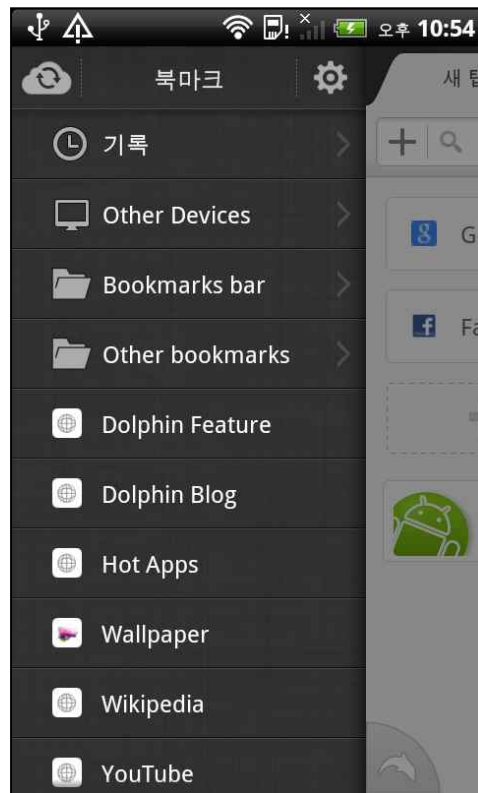 오후 10:54
북마크
새 탭
기록
Other Devices
G
Bookmarks bar
Fa
Other bookmarks
Dolphin Feature
Dolphin Blog
Hot Apps
Wallpaper
Wikipedia
YouTube